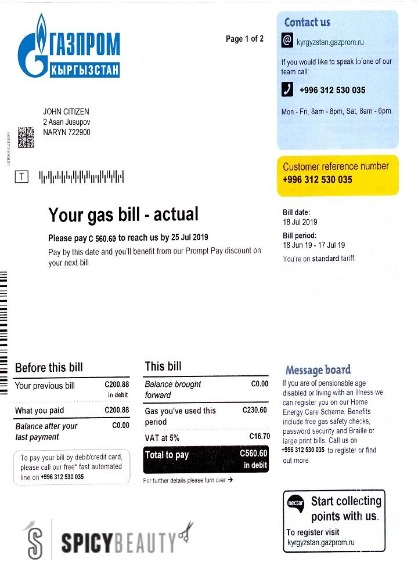 ГАЗПРОМ
КЫРГЫЗСТАН
Page 1 of 2
Contact us
@ kyrgyzstan.gazprom.ru
If you would like to speak to one of our
team call:
+996 312 530 035
Mon - Fri, 8am - 8pm, Sat, 8am - 6pm.
JOHN CITIZEN
2 Asan Jusupov
NARYN 722900
T
Customer reference number
+996 312 530 035
Your gas bill - actual
Please pay C 560.60 to reach us by 25 Jul 2019
Pay by this date and you'll benefit from our Prompt Pay discount on
your next bill
Bill date:
18 Jul 2019
Bill period:
18 Jun 19 - 17 Jul 19
You're on standard tariff.
Before this bill
Your previous bill C200.88
in debit
What you paid C200.88
Balance after your C0.00
last payment
To pay your bill by debit/credit card,
please call our free* fast automated
line on +996 312 530 035
This bill
Balance brought C0.00
forward
Gas you've used this C230.60
period
VAT at 5% C16.70
Total to pay C560.60
in debit
For further details please turn over →
Message board
If you are of pensionable age
disabled or living with an illness we
can register you on our Home
Energy Care Scheme. Benefits
include free gas safety checks,
password security and Braille or
large print bills. Call us on
+996 312 530 035 to register or find
out more.
nectar
Start collecting
points with us.
To register visit
kyrgyzstan.gazprom.ru
S SPICYBEAUTY